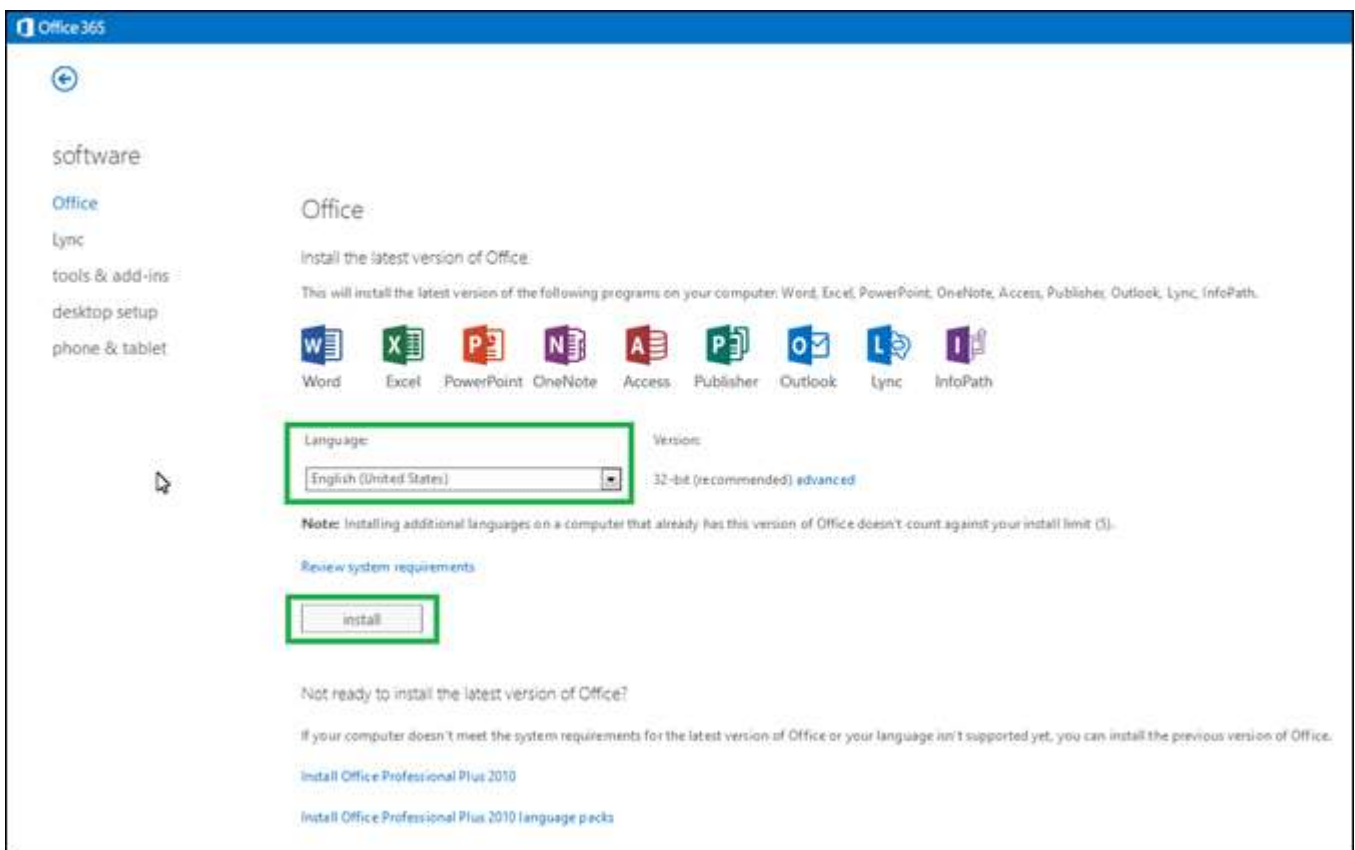 Office 365
software
Office
Lync
tools & add-ins
desktop setup
phone & tablet
Office
Install the latest version of Office
This will install the latest version of the following programs on your computer: Word, Excel, PowerPoint, OneNote, Access, Publisher, Outlook, Lync, InfoPath.
Word Excel PowerPoint OneNote Access Publisher Outlook Lync InfoPath
Language: Version:
English (United States) 32-bit (recommended) advanced
Note: Installing additional languages on a computer that already has this version of Office doesn't count against your install limit (5).
Review system requirements
install
Not ready to install the latest version of Office?
If your computer doesn't meet the system requirements for the latest version of Office or your language isn't supported yet, you can install the previous version of Office.
Install Office Professional Plus 2010
Install Office Professional Plus 2010 language packs